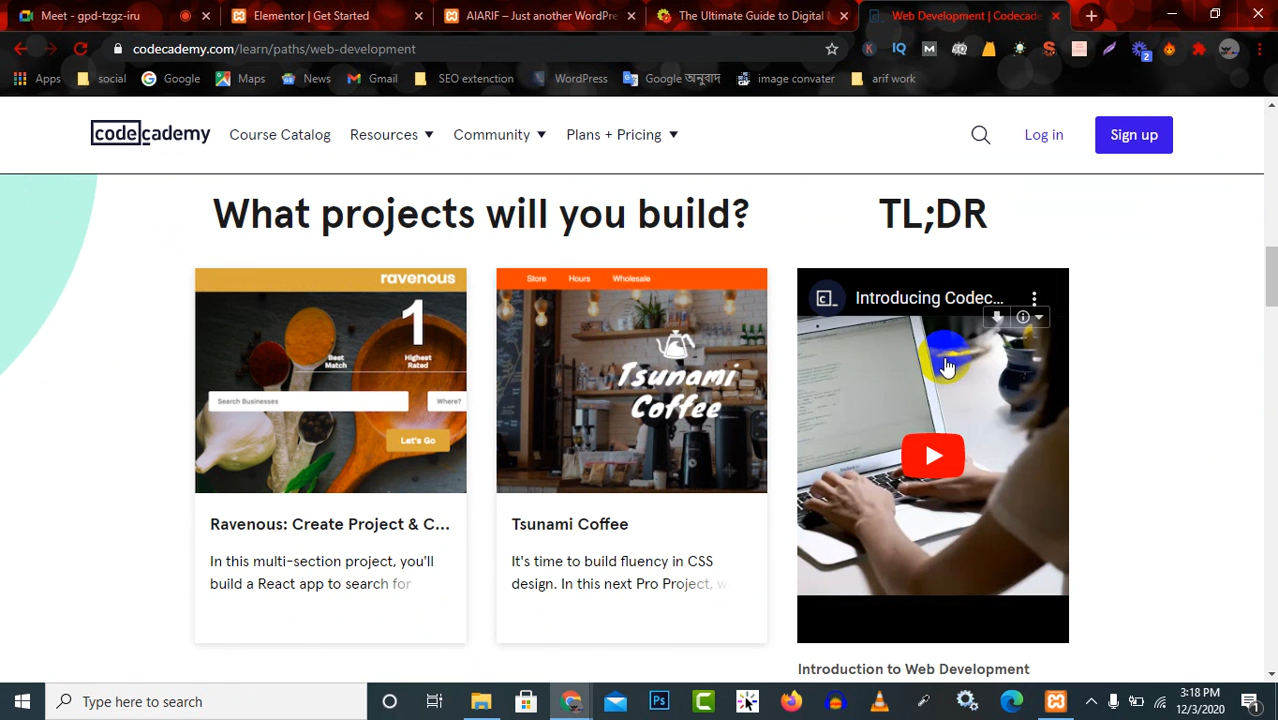 Meet - gpd-tzgz-iru
Elementor | Get Started
AIARIF – Just another WordPre
The Ultimate Guide to Digital M
Web Development | Codecade
codecademy.com/learn/paths/web-development
Apps
social
Google
Maps
News
Gmail
SEO extenction
WordPress
Google অনুবাদ
image convater
arif work
codecademy
Course Catalog
Resources
Community
Plans + Pricing
Log in
Sign up
What projects will you build?
TL;DR
ravenous
1
Best Match
Highest Rated
Search Businesses
Where?
Let's Go
Store
Hours
Wholesale
Tsunami
Coffee
Introducing Codec...
Ravenous: Create Project & C...
In this multi-section project, you'll
build a React app to search for
Tsunami Coffee
It's time to build fluency in CSS
design. In this next Pro Project, w
Introduction to Web Development
Type here to search
3:18 PM
12/3/2020